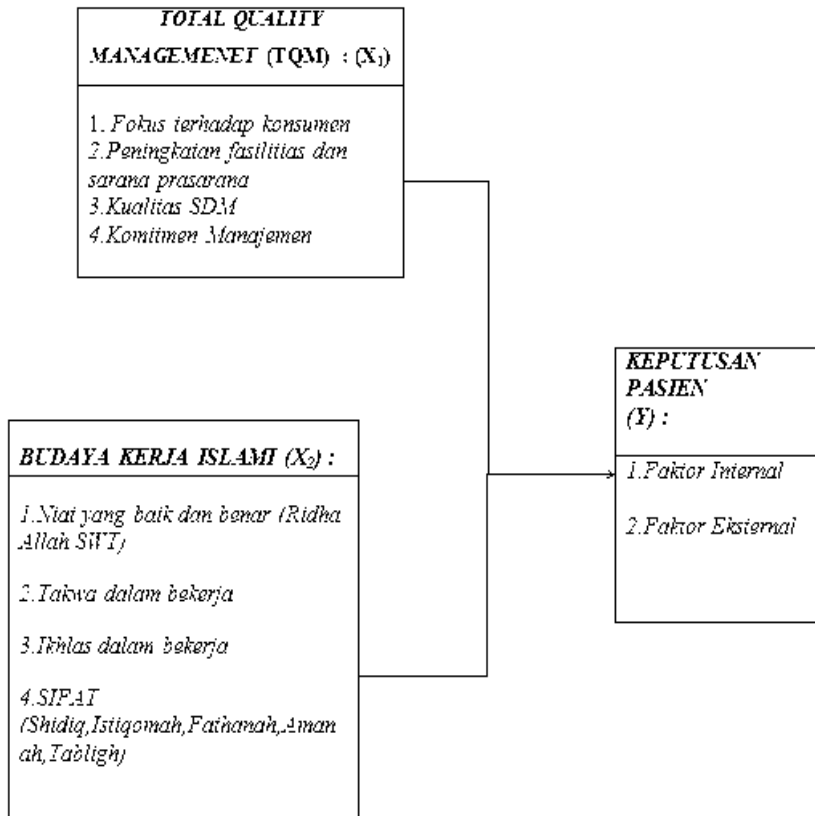 TOTAL QUALITY
MANAGEMENET (TQM) : (X₁)
1. Fokus terhadap konsumen
2.Peningkatan fasilitias dan
sarana prasarana
3.Kualitas SDM
4.Komitmen Manajemen
BUDAYA KERJA ISLAMI (X₂) :
1.Niat yang baik dan benar (Ridha
Allah SWT)
2.Takwa dalam bekerja
3.Ikhlas dalam bekerja
4.SIFAT
(Shidiq,Istiqomah,Fathanah,Aman
ah,Tabligh)
KEPUTUSAN
PASIEN
(Y) :
1.Faktor Internal
2.Faktor Eksternal